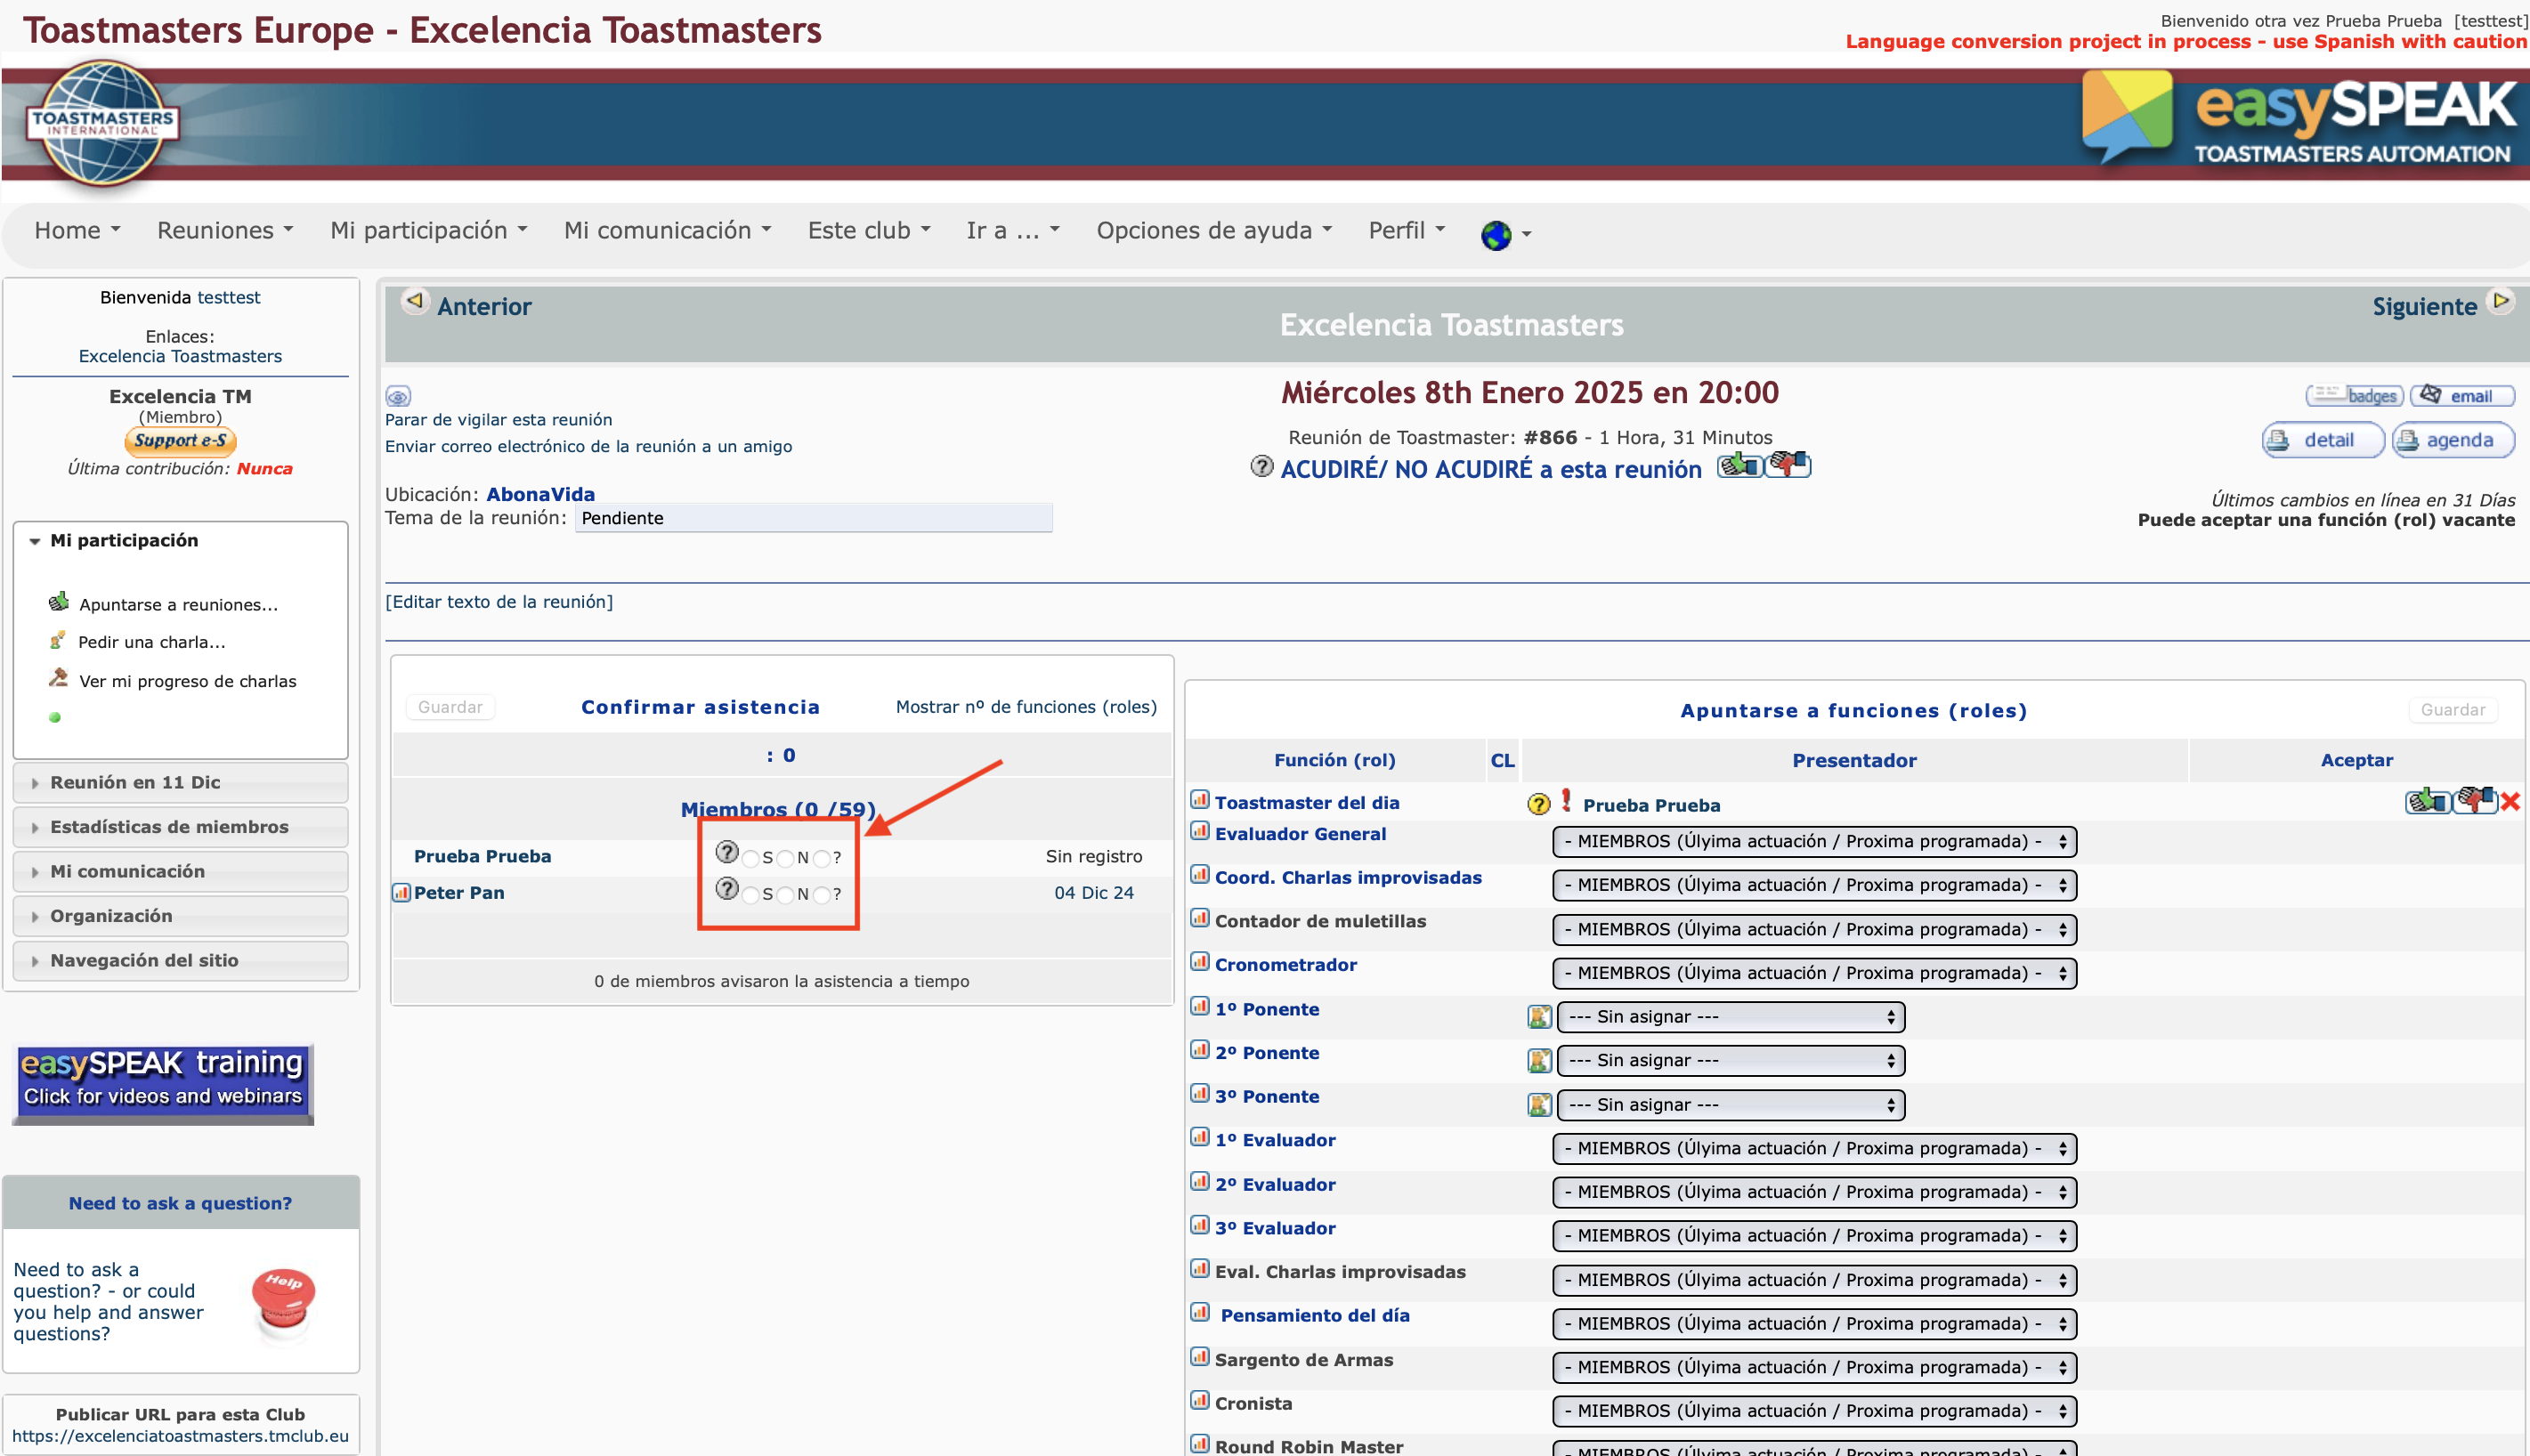 Toastmasters Europe - Excelencia Toastmasters
Bienvenido otra vez Prueba Prueba [testtest]
Language conversion project in process - use Spanish with caution
TOASTMASTERS
INTERNATIONAL
easySPEAK
TOASTMASTERS AUTOMATION
Home Reuniones Mi participación Mi comunicación Este club Ir a ... Opciones de ayuda Perfil
Bienvenida testtest
Enlaces:
Excelencia Toastmasters
Excelencia TM
(Miembro)
Support e-S
Última contribución: Nunca
Mi participación
Apuntarse a reuniones...
Pedir una charla...
Ver mi progreso de charlas
Reunión en 11 Dic
Estadísticas de miembros
Mi comunicación
Organización
Navegación del sitio
easySPEAK training
Click for videos and webinars
Need to ask a question?
Need to ask a
question? - or could
you help and answer
questions?
Help
Publicar URL para esta Club
https://excelenciatoastmasters.tmclub.eu
Anterior
Excelencia Toastmasters
Siguiente
Parar de vigilar esta reunión
Enviar correo electrónico de la reunión a un amigo
Ubicación: AbonaVida
Tema de la reunión: Pendiente
Miércoles 8th Enero 2025 en 20:00
Reunión de Toastmaster: #866 - 1 Hora, 31 Minutos
? ACUDIRÉ/ NO ACUDIRÉ a esta reunión
badges email
detail agenda
Últimos cambios en línea en 31 Días
Puede aceptar una función (rol) vacante
[Editar texto de la reunión]
Guardar Confirmar asistencia Mostrar nº de funciones (roles)
: 0
Miembros (0 /59)
Prueba Prueba ? S N ? Sin registro
Peter Pan ? S N ? 04 Dic 24
0 de miembros avisaron la asistencia a tiempo
Apuntarse a funciones (roles) Guardar
Función (rol) CL Presentador Aceptar
Toastmaster del dia ? ! Prueba Prueba
Evaluador General - MIEMBROS (Úlyima actuación / Proxima programada) -
Coord. Charlas improvisadas - MIEMBROS (Úlyima actuación / Proxima programada) -
Contador de muletillas - MIEMBROS (Úlyima actuación / Proxima programada) -
Cronometrador - MIEMBROS (Úlyima actuación / Proxima programada) -
1º Ponente --- Sin asignar ---
2º Ponente --- Sin asignar ---
3º Ponente --- Sin asignar ---
1º Evaluador - MIEMBROS (Úlyima actuación / Proxima programada) -
2º Evaluador - MIEMBROS (Úlyima actuación / Proxima programada) -
3º Evaluador - MIEMBROS (Úlyima actuación / Proxima programada) -
Eval. Charlas improvisadas - MIEMBROS (Úlyima actuación / Proxima programada) -
Pensamiento del día - MIEMBROS (Úlyima actuación / Proxima programada) -
Sargento de Armas - MIEMBROS (Úlyima actuación / Proxima programada) -
Cronista - MIEMBROS (Úlyima actuación / Proxima programada) -
Round Robin Master - MIEMBROS (Úlyima actuación / Proxima programada) -